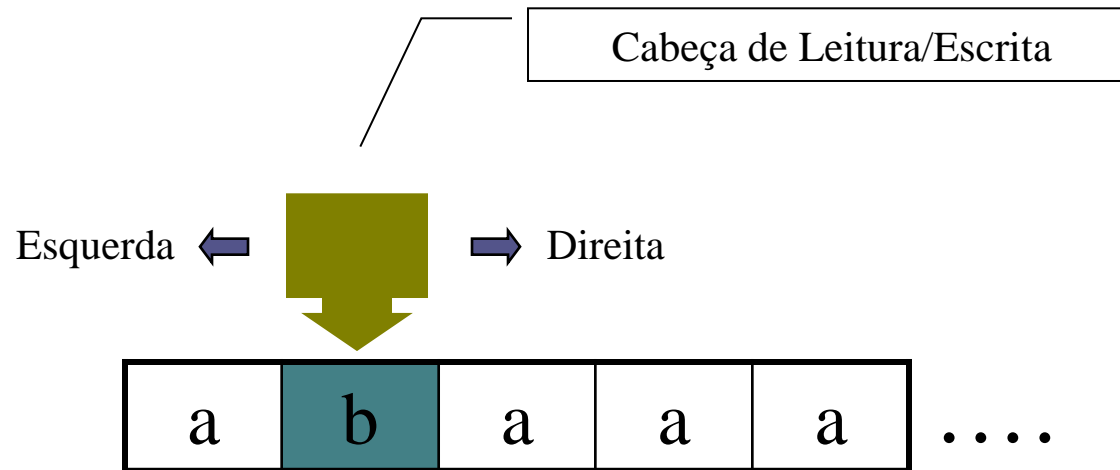 Cabeça de Leitura/Escrita
Esquerda Direita
a b a a a ....